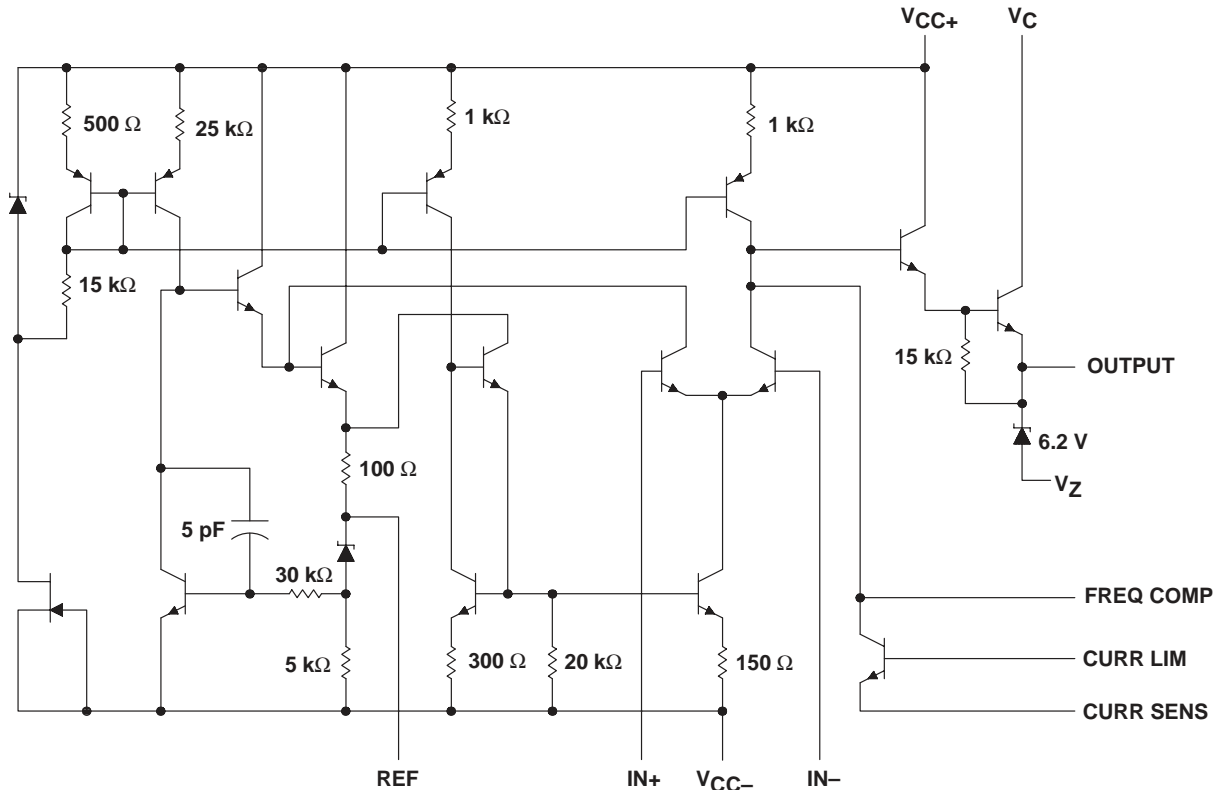 VCC+
VC
500 Ω
25 kΩ
1 kΩ
1 kΩ
15 kΩ
15 kΩ
OUTPUT
6.2 V
VZ
100 Ω
5 pF
30 kΩ
FREQ COMP
5 kΩ
300 Ω
20 kΩ
150 Ω
CURR LIM
CURR SENS
REF
IN+
VCC–
IN–